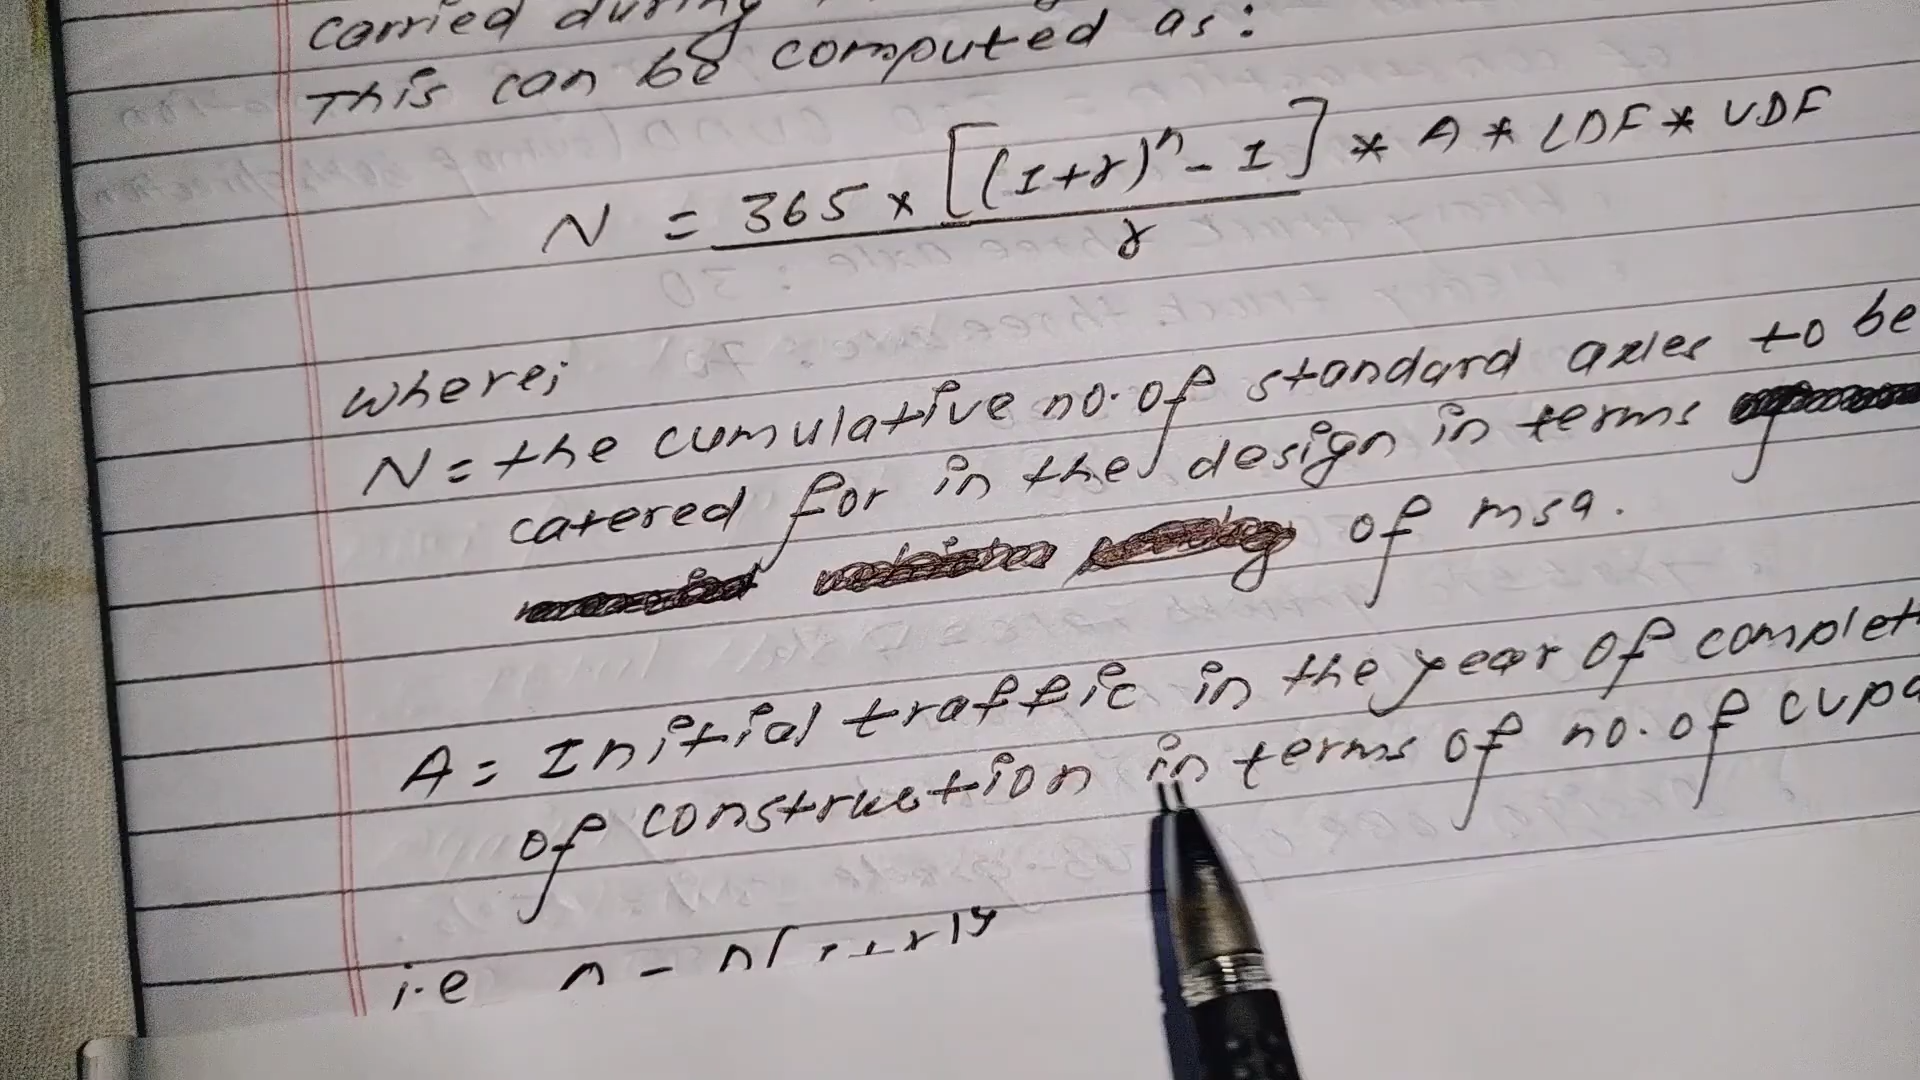 carried during
This can be computed as:
N = 365 × [(1+r)ⁿ - 1] * A * LDF * VDF
r
where;
N = the cumulative no. of standard axles to be
catered for in the design in terms
of msa.
A = Initial traffic in the year of complet
of construction in terms of no. of cvpd
i.e